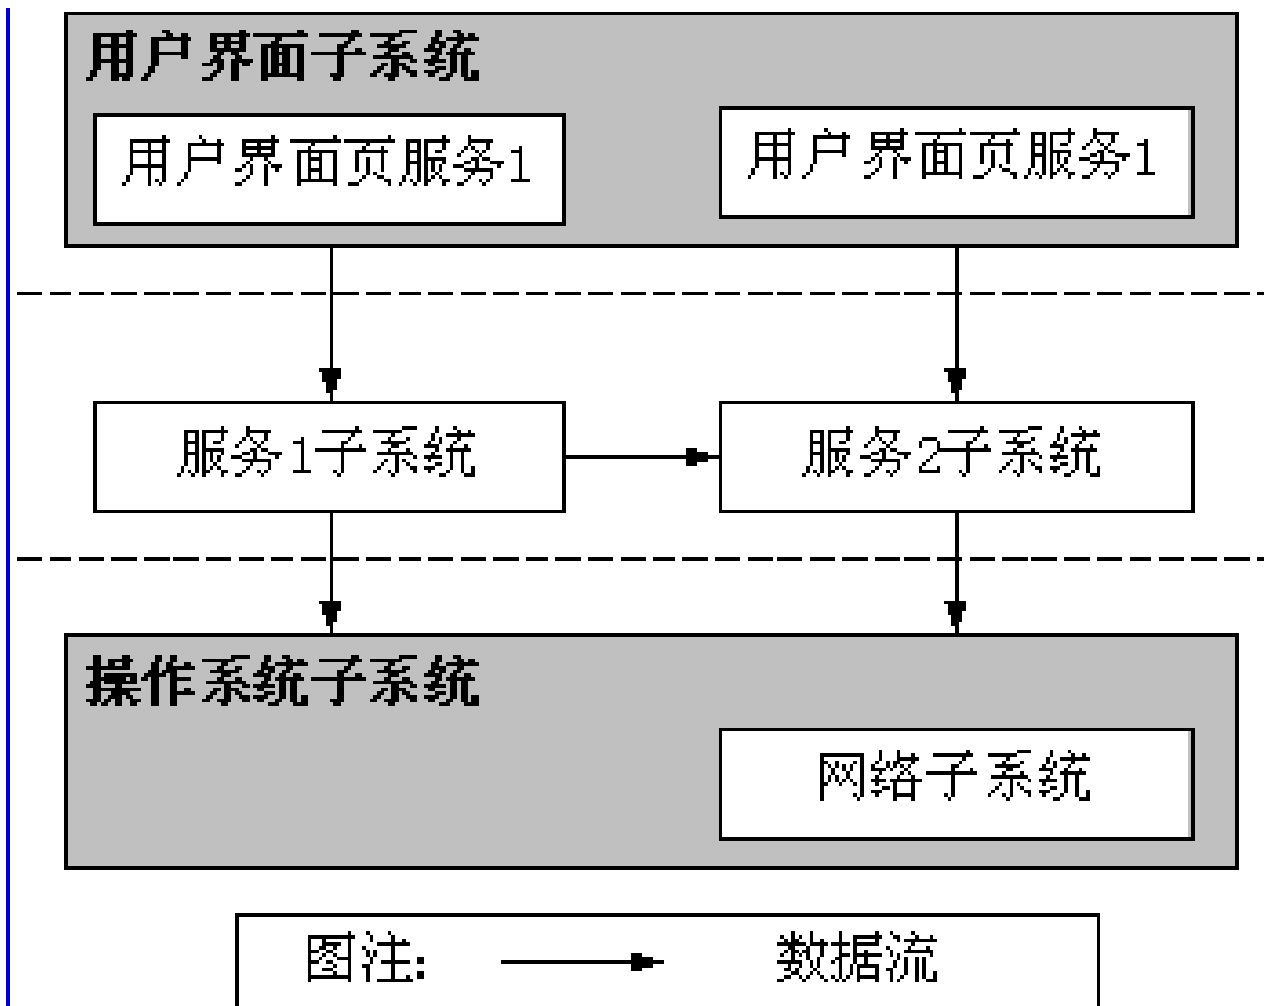 用户界面子系统
用户界面页服务1
用户界面页服务1
服务1子系统
服务2子系统
操作系统子系统
网络子系统
图注: 数据流